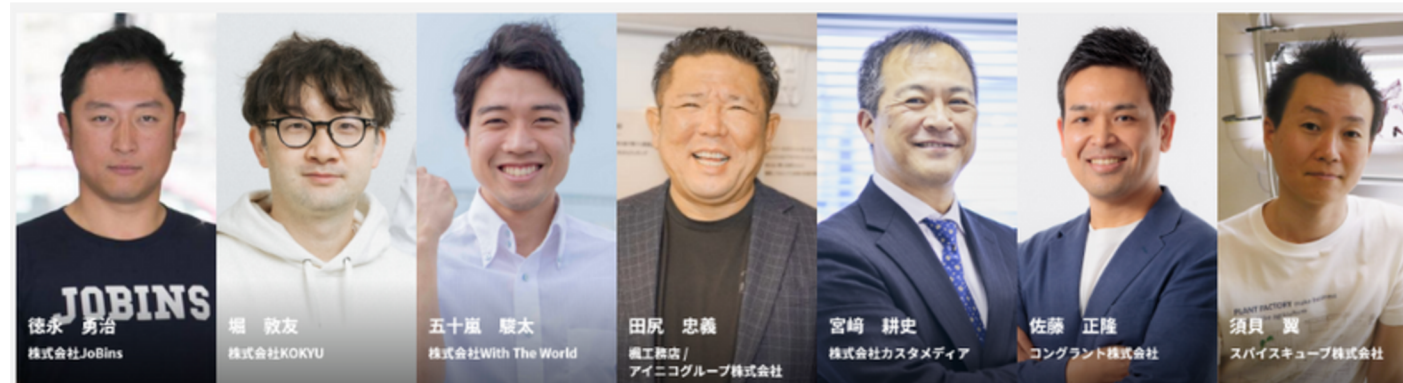 JOBINS
徳永 勇治
株式会社JoBins
堀 敦友
株式会社KOKYU
五十嵐 駿太
株式会社With The World
田尻 忠義
楓工務店 /
アイニコグループ株式会社
宮﨑 耕史
株式会社カスタメディア
佐藤 正隆
コングラント株式会社
PLANT FACTORY
須貝 翼
スパイスキューブ株式会社